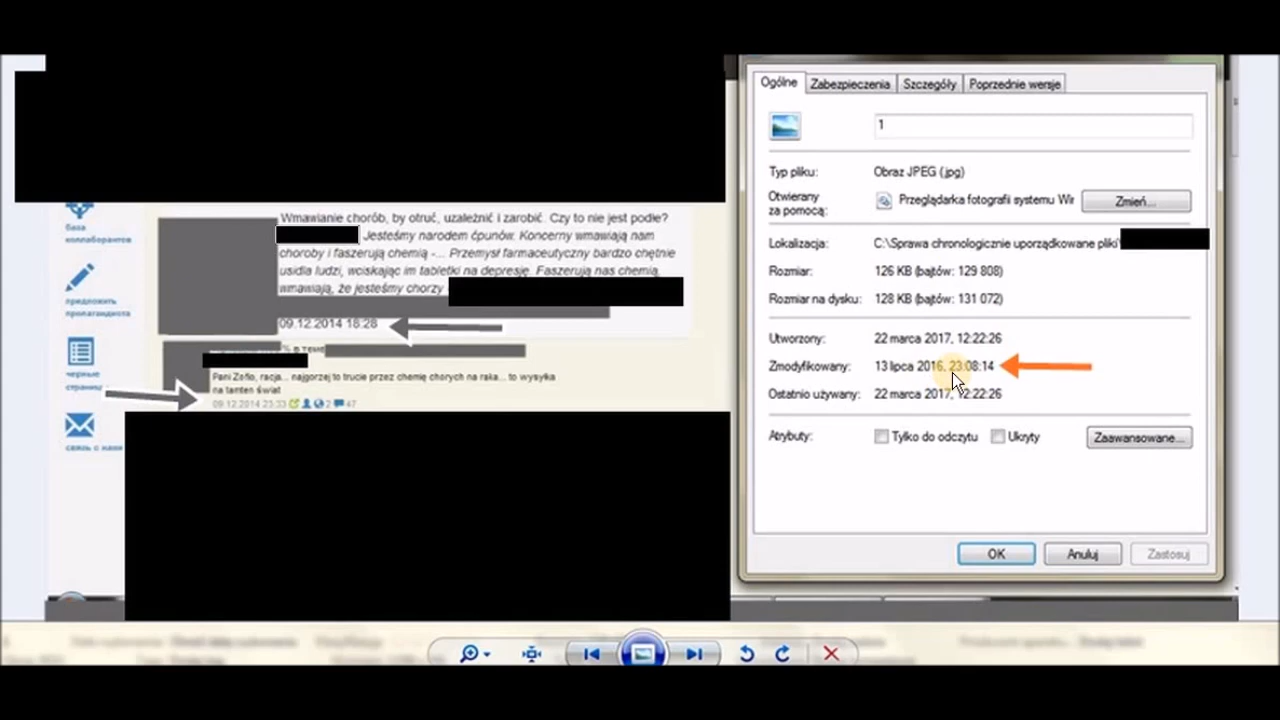 база
коллаборантов
предложить
пропагандиста
черные
страницы
связь с нами
Wmawianie chorób, by otruć, uzależnić i zarobić. Czy to nie jest podłe?
Jesteśmy narodem ćpunów. Koncerny wmawiają nam
choroby i faszerują chemią -... Przemysł farmaceutyczny bardzo chętnie
usidla ludzi, wciskając im tabletki na depresję. Faszerują nas chemią,
wmawiają, że jesteśmy chorzy
09.12.2014 18:28
% в теме
Pani Zofio, racja... najgorzej to trucie przez chemię chorych na raka... to wysyłka
na tamten świat
09.12.2014 23:33 2 47
Ogólne Zabezpieczenia Szczegóły Poprzednie wersje
1
Typ pliku: Obraz JPEG (.jpg)
Otwierany
za pomocą: Przeglądarka fotografii systemu Wir Zmień...
Lokalizacja: C:\Sprawa chronologicznie uporządkowane pliki\
Rozmiar: 126 KB (bajtów: 129 808)
Rozmiar na dysku: 128 KB (bajtów: 131 072)
Utworzony: 22 marca 2017, 12:22:26
Zmodyfikowany: 13 lipca 2016, 23:08:14
Ostatnio używany: 22 marca 2017, 12:22:26
Atrybuty: Tylko do odczytu Ukryty Zaawansowane...
OK Anuluj Zastosuj